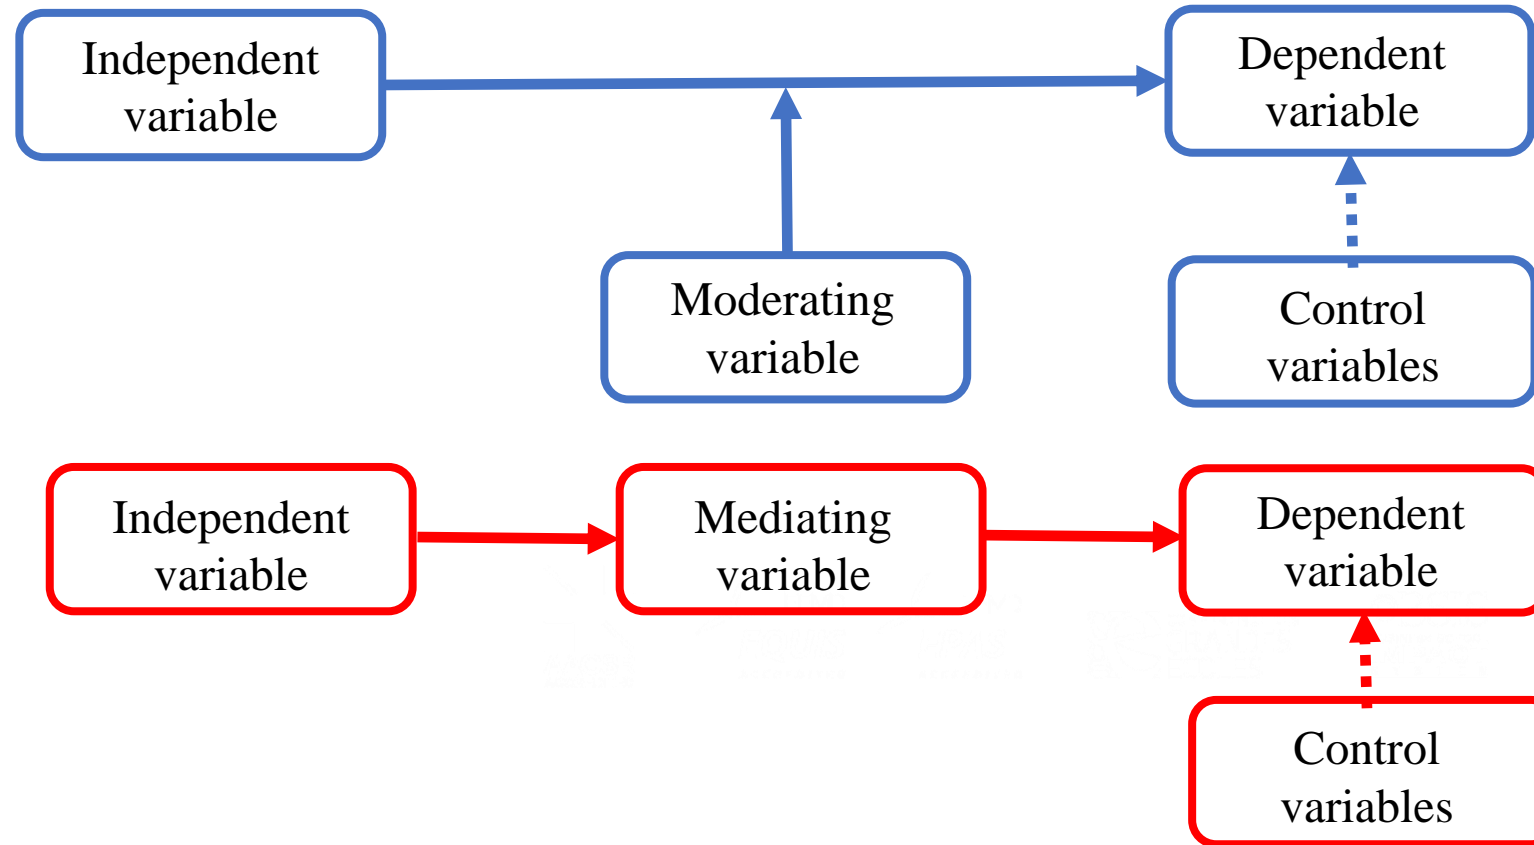 Independent
variable
Dependent
variable
Moderating
variable
Control
variables
Independent
variable
Mediating
variable
Dependent
variable
Control
variables